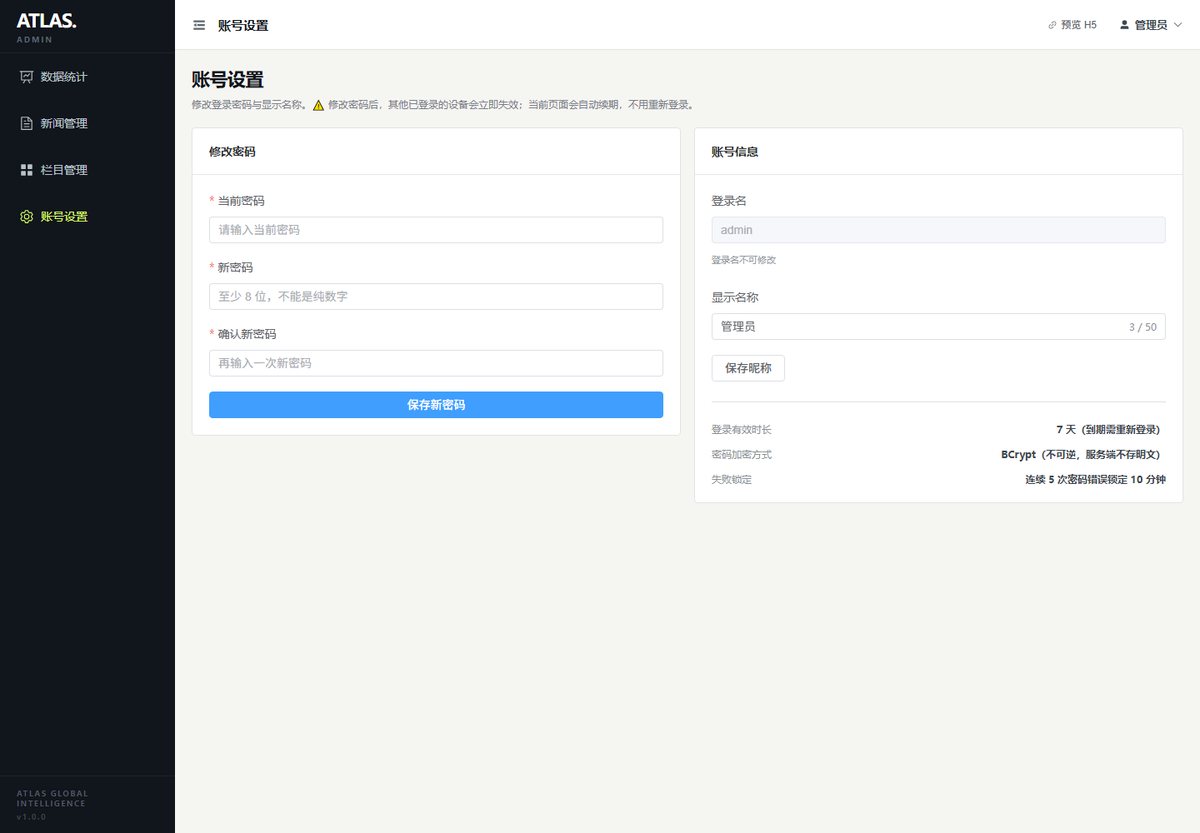 ATLAS.
ADMIN
数据统计
新闻管理
栏目管理
账号设置
ATLAS GLOBAL
INTELLIGENCE
v1.0.0
账号设置
预览 H5
管理员
账号设置
修改登录密码与显示名称。⚠️ 修改密码后，其他已登录的设备会立即失效；当前页面会自动续期，不用重新登录。
修改密码
* 当前密码
请输入当前密码
* 新密码
至少 8 位，不能是纯数字
* 确认新密码
再输入一次新密码
保存新密码
账号信息
登录名
admin
登录名不可修改
显示名称
管理员 3 / 50
保存昵称
登录有效时长 7 天（到期需重新登录）
密码加密方式 BCrypt（不可逆，服务端不存明文）
失败锁定 连续 5 次密码错误锁定 10 分钟